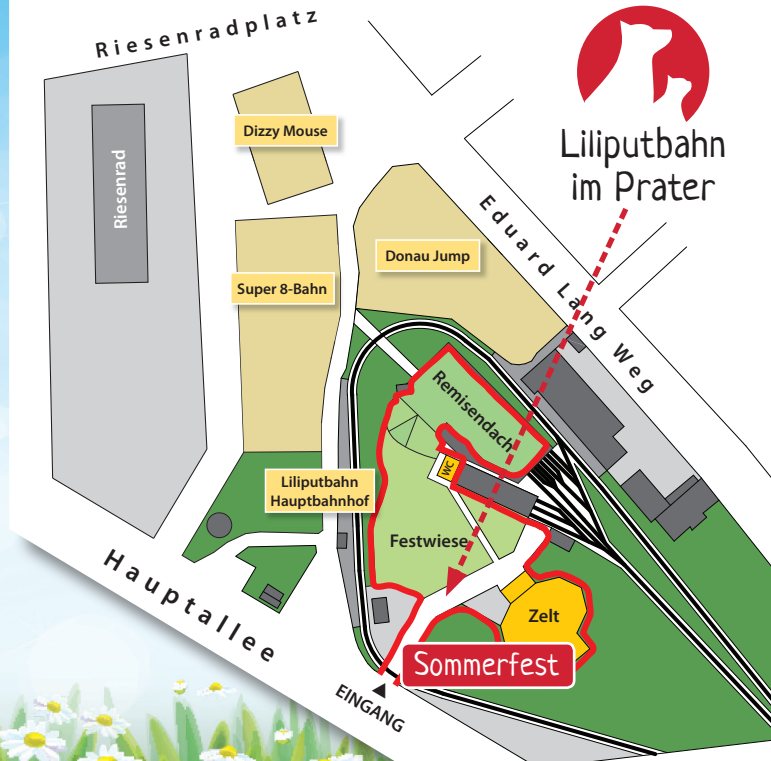 Riesenradplatz
Dizzy Mouse
Riesenrad
Liliputbahn
im Prater
Eduard Lang Weg
Donau Jump
Super 8-Bahn
Remisendach
WC
Liliputbahn
Hauptbahnhof
Festwiese
Hauptallee
Zelt
Sommerfest
EINGANG